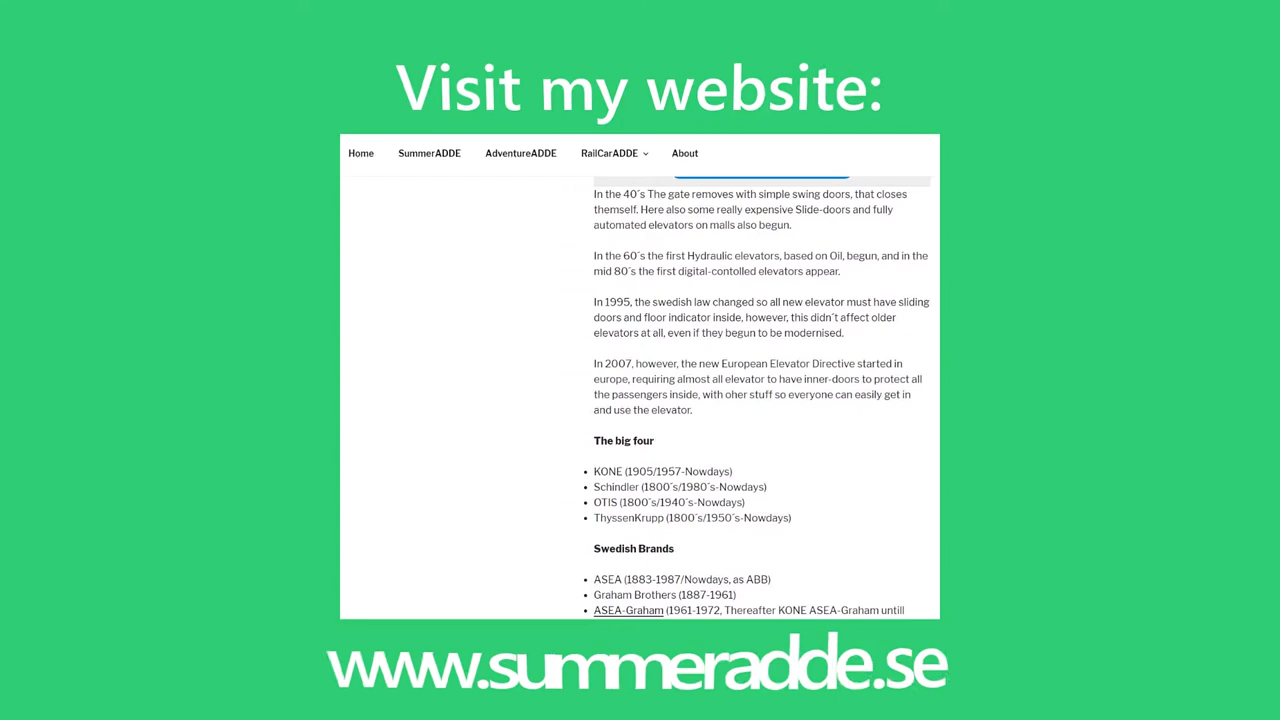 Visit my website:
Home SummerADDE AdventureADDE RailCarADDE About
In the 40´s The gate removes with simple swing doors, that closes
themself. Here also some really expensive Slide-doors and fully
automated elevators on malls also begun.
In the 60´s the first Hydraulic elevators, based on Oil, begun, and in the
mid 80´s the first digital-contolled elevators appear.
In 1995, the swedish law changed so all new elevator must have sliding
doors and floor indicator inside, however, this didn´t affect older
elevators at all, even if they begun to be modernised.
In 2007, however, the new European Elevator Directive started in
europe, requiring almost all elevator to have inner-doors to protect all
the passengers inside, with oher stuff so everyone can easily get in
and use the elevator.
The big four
• KONE (1905/1957-Nowdays)
• Schindler (1800´s/1980´s-Nowdays)
• OTIS (1800´s/1940´s-Nowdays)
• ThyssenKrupp (1800´s/1950´s-Nowdays)
Swedish Brands
• ASEA (1883-1987/Nowdays, as ABB)
• Graham Brothers (1887-1961)
• ASEA-Graham (1961-1972, Thereafter KONE ASEA-Graham untill
www.summeradde.se